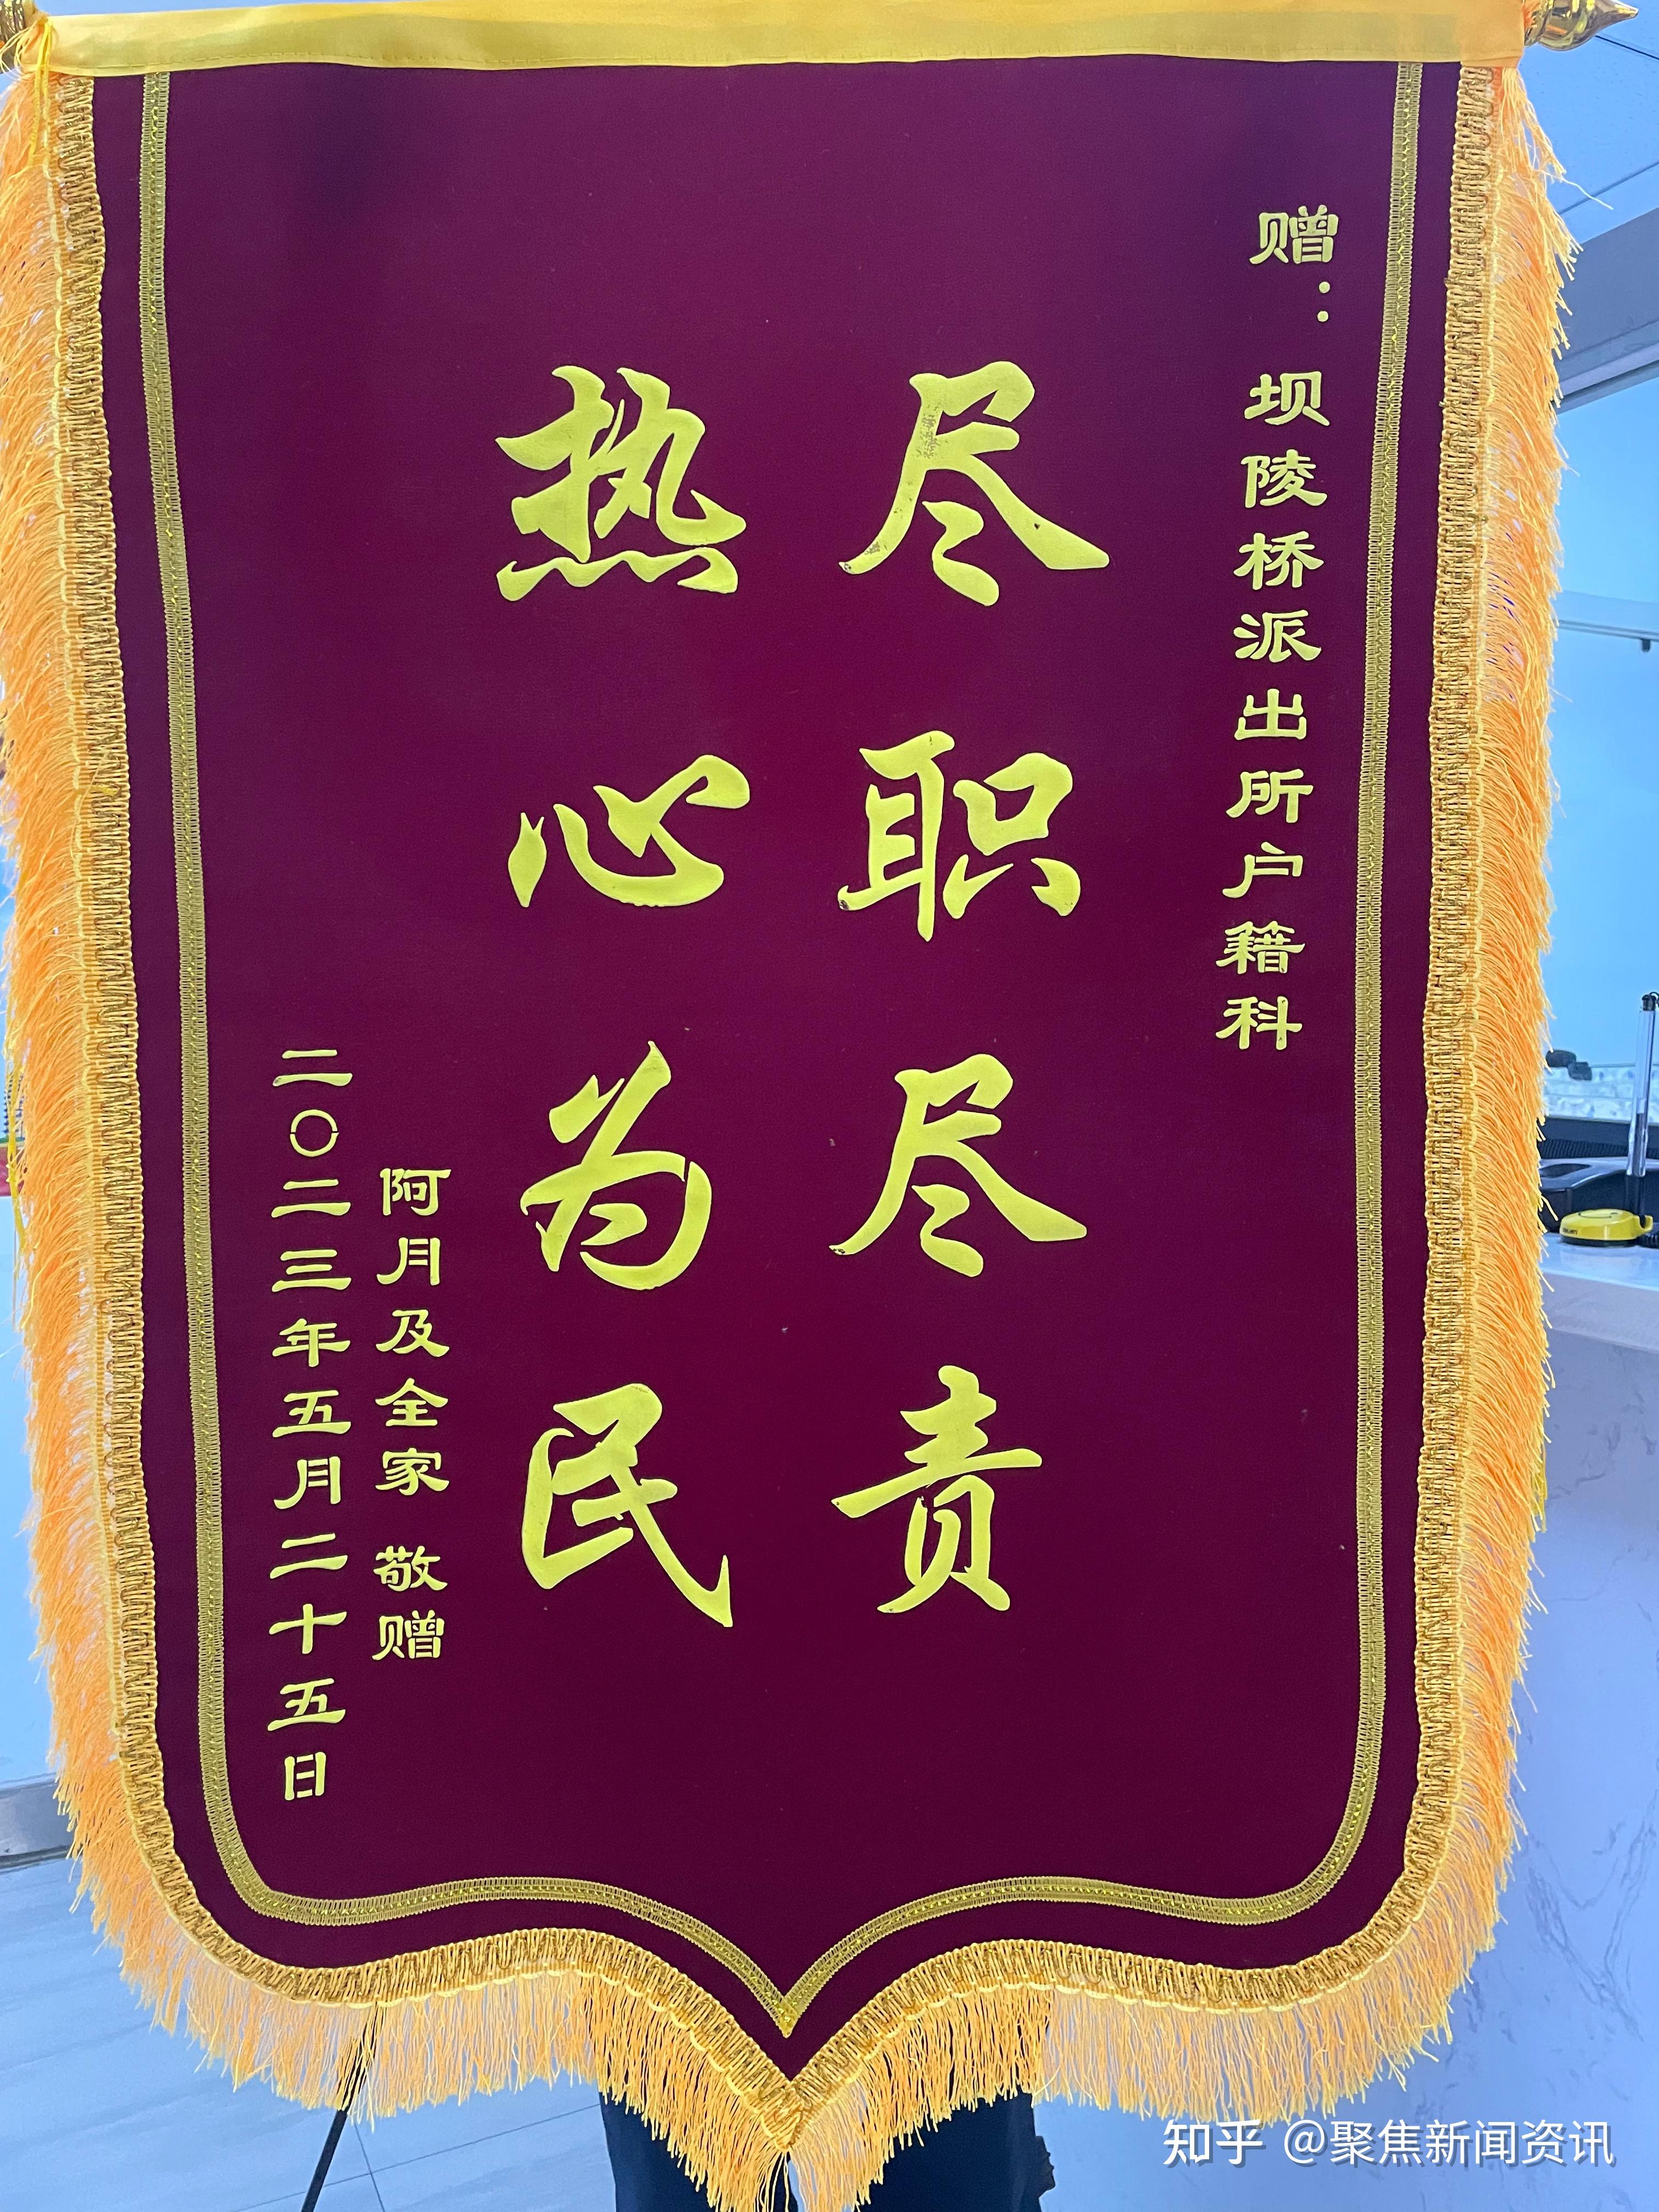 赠：坝陵桥派出所户籍科
尽职尽责
热心为民
阿月及全家 敬赠
二〇二三年五月二十五日
知乎 @聚焦新闻资讯